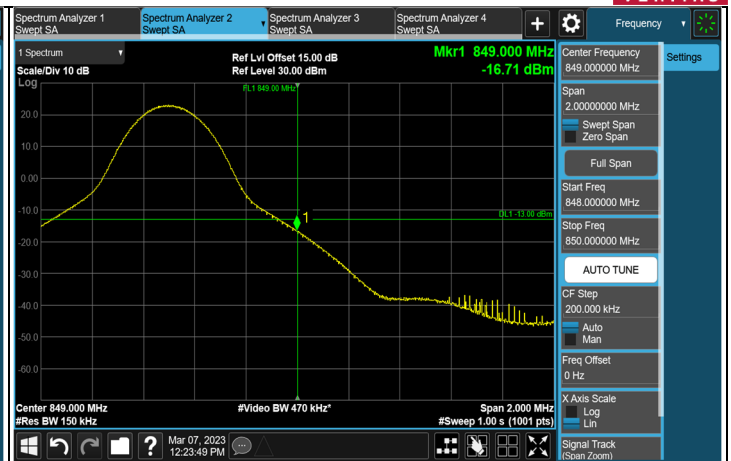 Spectrum Analyzer 1
Swept SA
Spectrum Analyzer 2
Swept SA
Spectrum Analyzer 3
Swept SA
Spectrum Analyzer 4
Swept SA
+
Frequency
1 Spectrum
Scale/Div 10 dB
Ref Lvl Offset 15.00 dB
Ref Level 30.00 dBm
Mkr1 849.000 MHz
-16.71 dBm
Log
FL1 849.00 MHz
20.0
10.0
0.00
-10.0
-20.0
-30.0
-40.0
-50.0
-60.0
1
DL1 -13.00 dBm
Center 849.000 MHz
#Res BW 150 kHz
#Video BW 470 kHz*
Span 2.000 MHz
#Sweep 1.00 s (1001 pts)
Center Frequency
849.000000 MHz
Settings
Span
2.00000000 MHz
Swept Span
Zero Span
Full Span
Start Freq
848.000000 MHz
Stop Freq
850.000000 MHz
AUTO TUNE
CF Step
200.000 kHz
Auto
Man
Freq Offset
0 Hz
X Axis Scale
Log
Lin
Signal Track
(Span Zoom)
?
Mar 07, 2023
12:23:49 PM